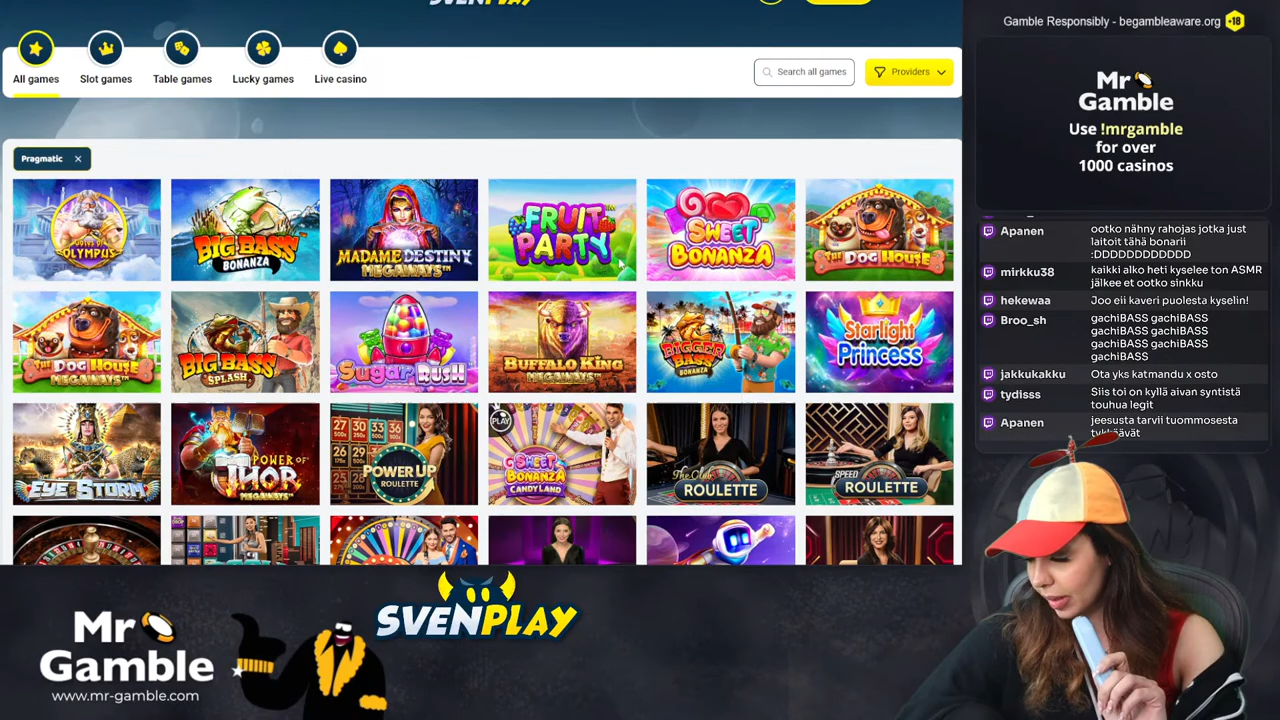 SVENPLAY
Gamble Responsibly - begambleaware.org +18
All games
Slot games
Table games
Lucky games
Live casino
Search all games
Providers
Pragmatic
OLYMPUS
BIG BASS
BONANZA
MADAME DESTINY
MEGAWAYS™
FRUIT
PARTY
SWEET
BONANZA
THE DOG HOUSE
THE DOG HOUSE
MEGAWAYS
BIG BASS
SPLASH
Sugar RUSH
BUFFALO KING
MEGAWAYS™
BIGGER
BASS
BONANZA
Starlight
Princess
EYE OF THE STORM
POWER OF
THOR
MEGAWAYS
POWER UP
ROULETTE
PLAY
SWEET
BONANZA
CANDYLAND
The Club
ROULETTE
SPEED
ROULETTE
Mr
Gamble
Use !mrgamble
for over
1000 casinos
Apanen ootko nähny rahojas jotka just
laitoit tähä bonarii
:DDDDDDDDDDDD
mirkku38 kaikki alko heti kyselee ton ASMR
jälkee et ootko sinkku
hekewaa Joo eii kaveri puolesta kyselin!
Broo_sh gachiBASS gachiBASS
gachiBASS gachiBASS
gachiBASS gachiBASS
gachiBASS
jakkukakku Ota yks katmandu x osto
tydisss Siis toi on kyllä aivan syntistä
touhua legit
Apanen jeesusta tarvii tuommosesta
SVENPLAY
Mr
Gamble
www.mr-gamble.com